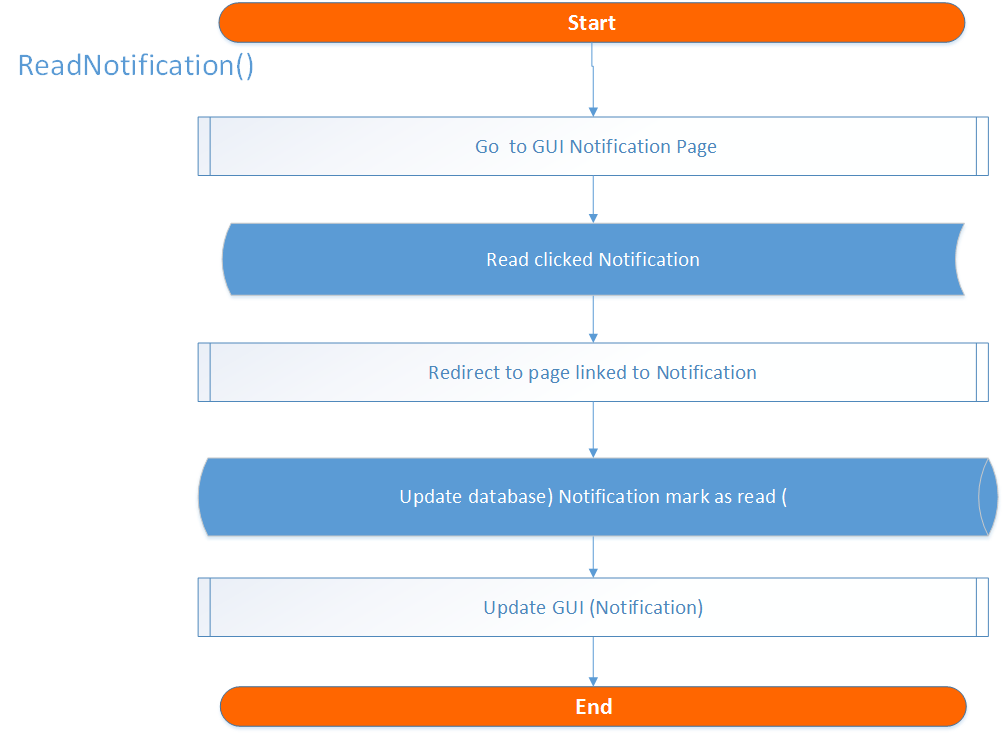 Start
ReadNotification()
Go  to GUI Notification Page
Read clicked Notification
Redirect to page linked to Notification
Update database) Notification mark as read (
Update GUI (Notification)
End